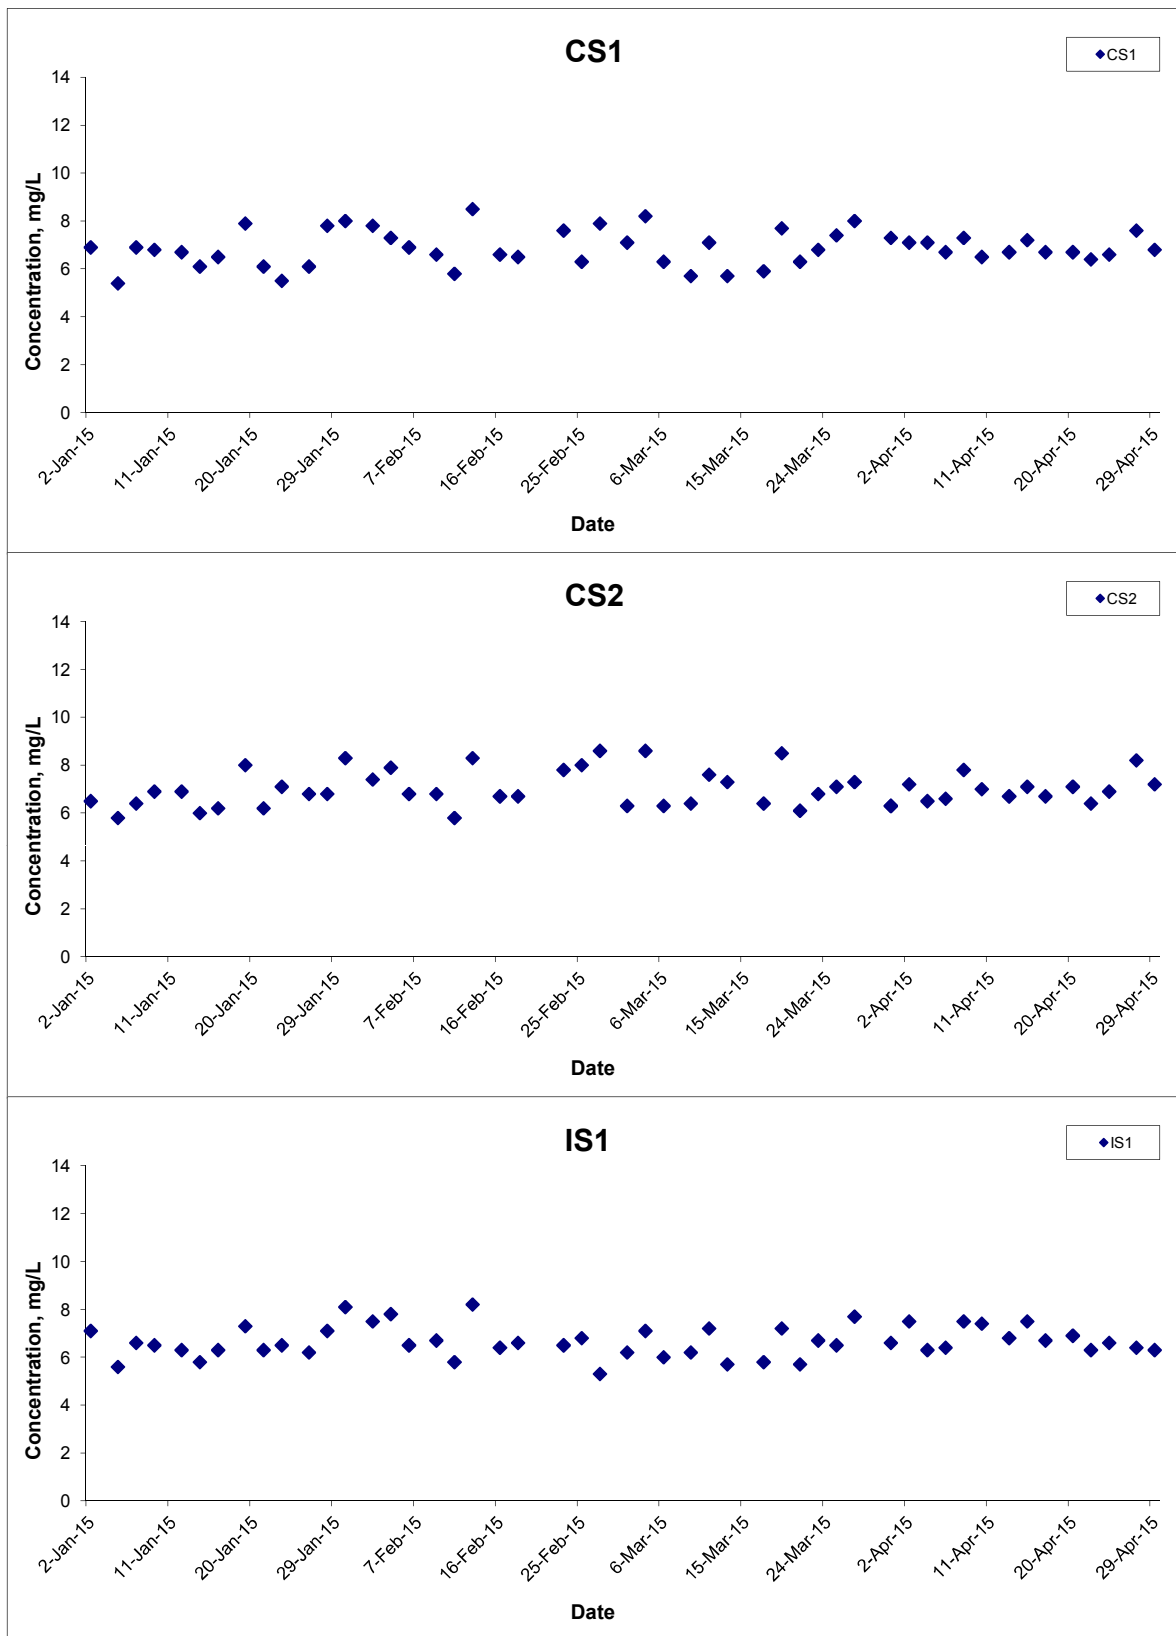 CS1
CS1
14
12
10
8
6
4
2
0
Concentration, mg/L
2-Jan-15
11-Jan-15
20-Jan-15
29-Jan-15
7-Feb-15
16-Feb-15
25-Feb-15
6-Mar-15
15-Mar-15
24-Mar-15
2-Apr-15
11-Apr-15
20-Apr-15
29-Apr-15
Date
CS2
CS2
14
12
10
8
6
4
2
0
Concentration, mg/L
2-Jan-15
11-Jan-15
20-Jan-15
29-Jan-15
7-Feb-15
16-Feb-15
25-Feb-15
6-Mar-15
15-Mar-15
24-Mar-15
2-Apr-15
11-Apr-15
20-Apr-15
29-Apr-15
Date
IS1
IS1
14
12
10
8
6
4
2
0
Concentration, mg/L
2-Jan-15
11-Jan-15
20-Jan-15
29-Jan-15
7-Feb-15
16-Feb-15
25-Feb-15
6-Mar-15
15-Mar-15
24-Mar-15
2-Apr-15
11-Apr-15
20-Apr-15
29-Apr-15
Date